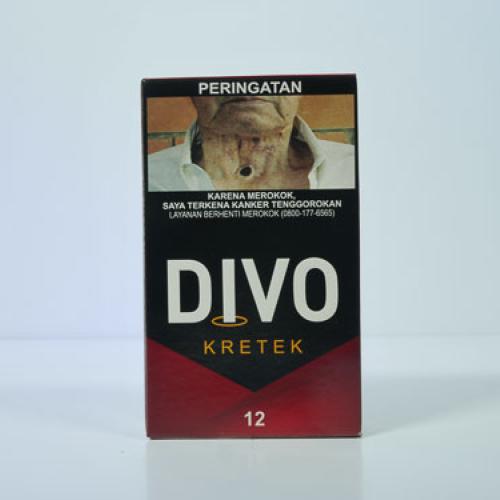 PERINGATAN
KARENA MEROKOK,
SAYA TERKENA KANKER TENGGOROKAN
LAYANAN BERHENTI MEROKOK (0800-177-6565)
DIVO
KRETEK
12